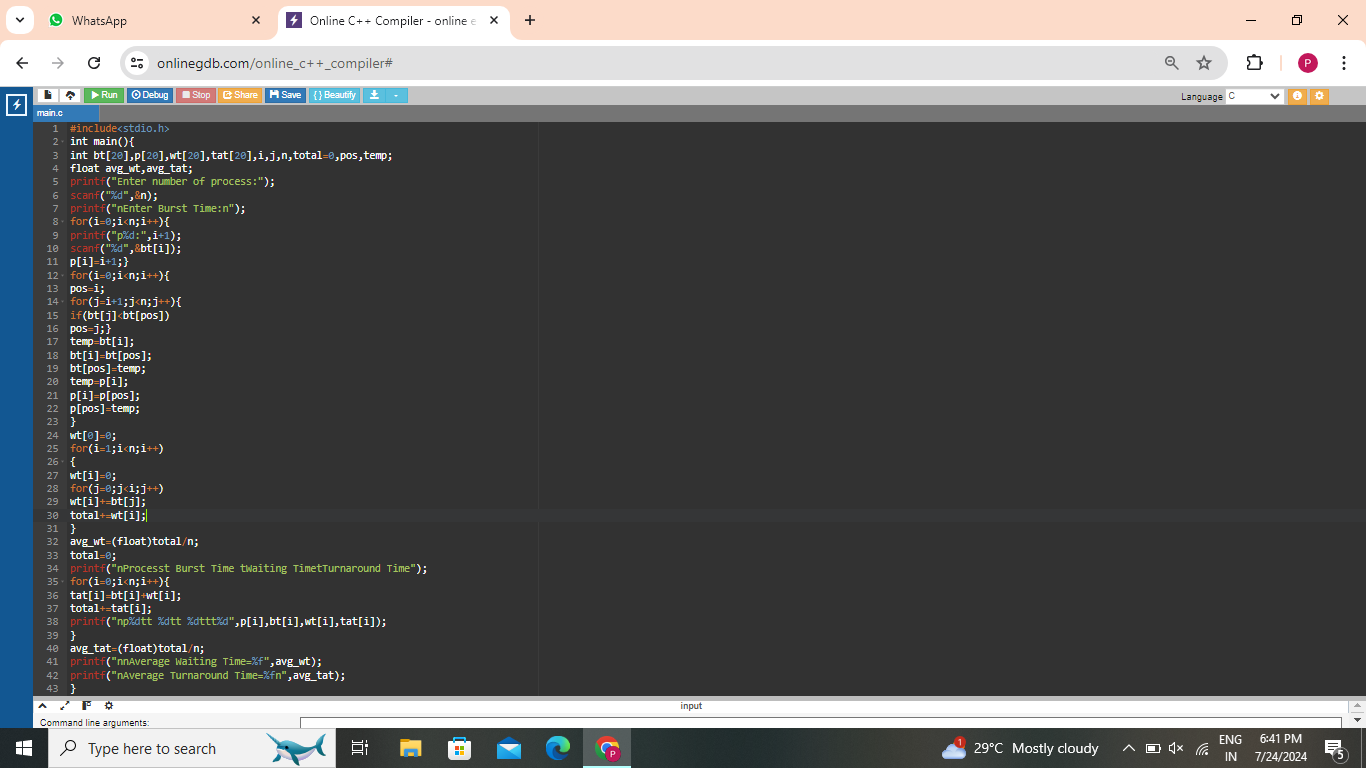 WhatsApp
Online C++ Compiler - online e
onlinegdb.com/online_c++_compiler#
P
Run Debug Stop Share Save { } Beautify
Language C
main.c
1 #include<stdio.h>
2 int main(){
3 int bt[20],p[20],wt[20],tat[20],i,j,n,total=0,pos,temp;
4 float avg_wt,avg_tat;
5 printf("Enter number of process:");
6 scanf("%d",&n);
7 printf("nEnter Burst Time:n");
8 for(i=0;i<n;i++){
9 printf("p%d:",i+1);
10 scanf("%d",&bt[i]);
11 p[i]=i+1;}
12 for(i=0;i<n;i++){
13 pos=i;
14 for(j=i+1;j<n;j++){
15 if(bt[j]<bt[pos])
16 pos=j;}
17 temp=bt[i];
18 bt[i]=bt[pos];
19 bt[pos]=temp;
20 temp=p[i];
21 p[i]=p[pos];
22 p[pos]=temp;
23 }
24 wt[0]=0;
25 for(i=1;i<n;i++)
26 {
27 wt[i]=0;
28 for(j=0;j<i;j++)
29 wt[i]+=bt[j];
30 total+=wt[i];
31 }
32 avg_wt=(float)total/n;
33 total=0;
34 printf("nProcesst Burst Time tWaiting TimetTurnaround Time");
35 for(i=0;i<n;i++){
36 tat[i]=bt[i]+wt[i];
37 total+=tat[i];
38 printf("np%dtt %dtt %dttt%d",p[i],bt[i],wt[i],tat[i]);
39 }
40 avg_tat=(float)total/n;
41 printf("nnAverage Waiting Time=%f",avg_wt);
42 printf("nAverage Turnaround Time=%fn",avg_tat);
43 }
input
Command line arguments:
Type here to search
P
1
29°C Mostly cloudy
ENG
IN
6:41 PM
7/24/2024
5